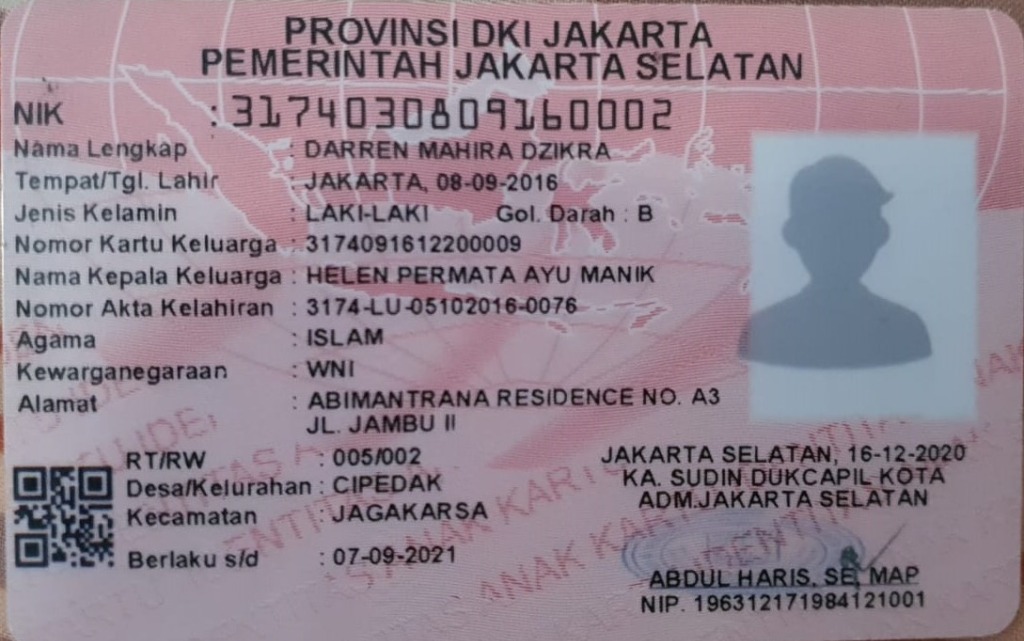 PROVINSI DKI JAKARTA
PEMERINTAH JAKARTA SELATAN
NIK : 3174030809160002
Nama Lengkap : DARREN MAHIRA DZIKRA
Tempat/Tgl. Lahir : JAKARTA, 08-09-2016
Jenis Kelamin : LAKI-LAKI Gol. Darah : B
Nomor Kartu Keluarga : 3174091612200009
Nama Kepala Keluarga : HELEN PERMATA AYU MANIK
Nomor Akta Kelahiran : 3174-LU-05102016-0076
Agama : ISLAM
Kewarganegaraan : WNI
Alamat : ABIMANTRANA RESIDENCE NO. A3
JL. JAMBU II
RT/RW : 005/002
Desa/Kelurahan : CIPEDAK
Kecamatan : JAGAKARSA
Berlaku s/d : 07-09-2021
JAKARTA SELATAN, 16-12-2020
KA. SUDIN DUKCAPIL KOTA
ADM.JAKARTA SELATAN
ABDUL HARIS, SE, MAP
NIP. 196312171984121001